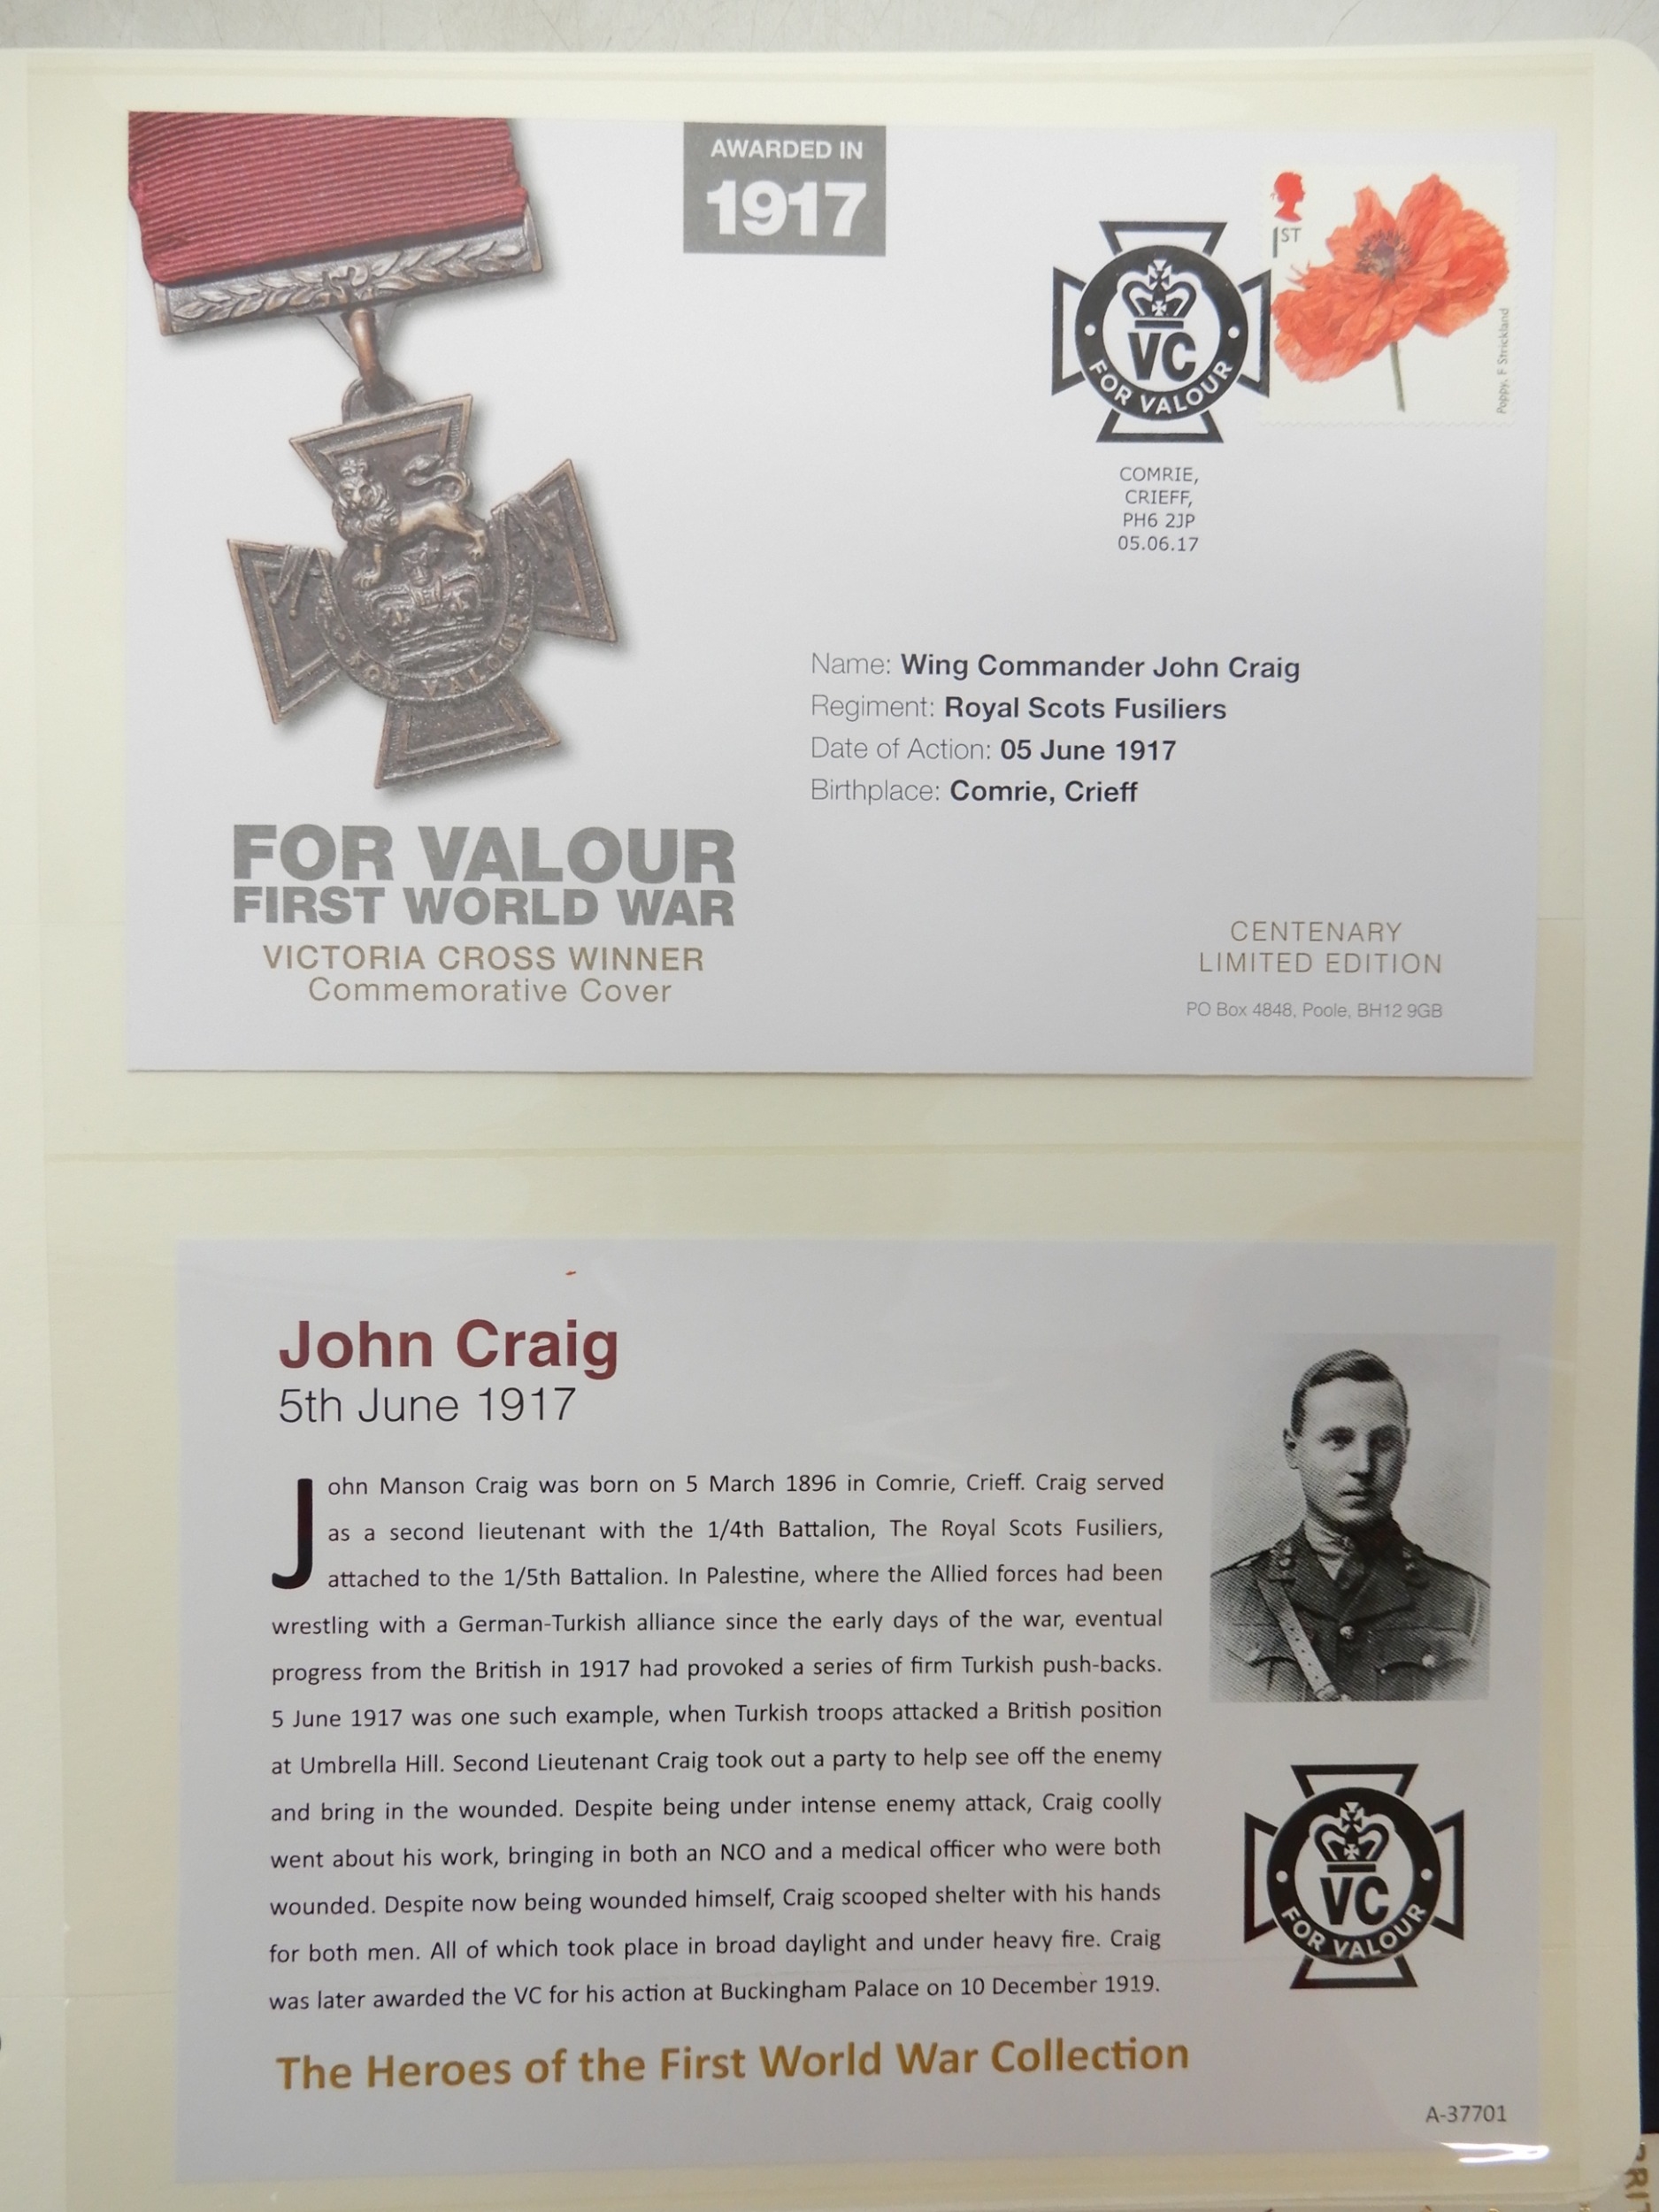 AWARDED IN
1917
1ST
Poppy, F Strickland
VC
FOR VALOUR
COMRIE,
CRIEFF,
PH6 2JP
05.06.17
FOR VALOUR
Name: Wing Commander John Craig
Regiment: Royal Scots Fusiliers
Date of Action: 05 June 1917
Birthplace: Comrie, Crieff
FOR VALOUR
FIRST WORLD WAR
VICTORIA CROSS WINNER
Commemorative Cover
CENTENARY
LIMITED EDITION
PO Box 4848, Poole, BH12 9GB
John Craig
5th June 1917
John Manson Craig was born on 5 March 1896 in Comrie, Crieff. Craig served
as a second lieutenant with the 1/4th Battalion, The Royal Scots Fusiliers,
attached to the 1/5th Battalion. In Palestine, where the Allied forces had been
wrestling with a German-Turkish alliance since the early days of the war, eventual
progress from the British in 1917 had provoked a series of firm Turkish push-backs.
5 June 1917 was one such example, when Turkish troops attacked a British position
at Umbrella Hill. Second Lieutenant Craig took out a party to help see off the enemy
and bring in the wounded. Despite being under intense enemy attack, Craig coolly
went about his work, bringing in both an NCO and a medical officer who were both
wounded. Despite now being wounded himself, Craig scooped shelter with his hands
for both men. All of which took place in broad daylight and under heavy fire. Craig
was later awarded the VC for his action at Buckingham Palace on 10 December 1919.
VC
FOR VALOUR
The Heroes of the First World War Collection
A-37701